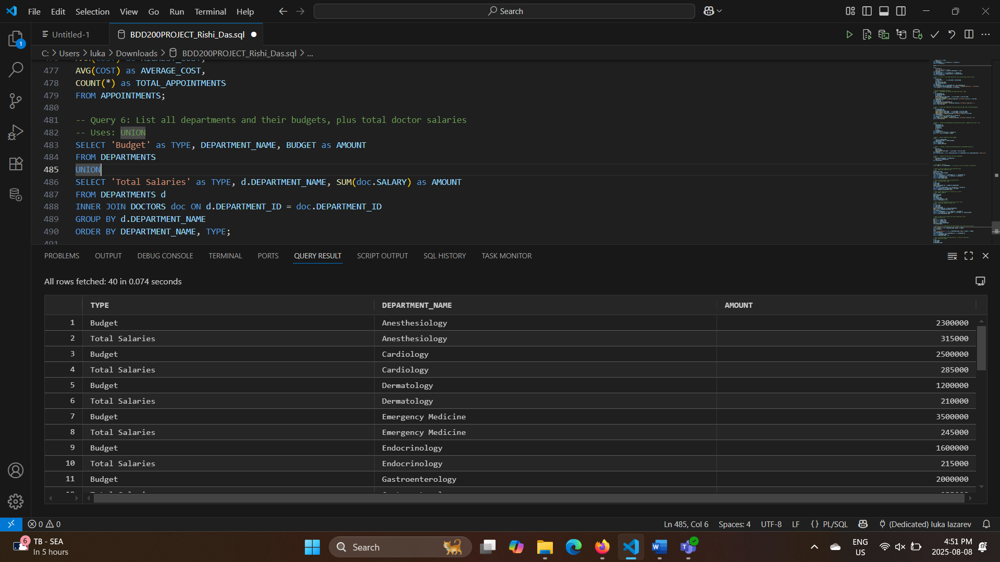 File Edit Selection View Go Run Terminal Help
Search
Untitled-1
BDD200PROJECT_Rishi_Das.sql
C: > Users > luka > Downloads > BDD200PROJECT_Rishi_Das.sql > ...
1
477 AVG(COST) as AVERAGE_COST,
478 COUNT(*) as TOTAL_APPOINTMENTS
479 FROM APPOINTMENTS;
480
481 -- Query 6: List all departments and their budgets, plus total doctor salaries
482 -- Uses: UNION
483 SELECT 'Budget' as TYPE, DEPARTMENT_NAME, BUDGET as AMOUNT
484 FROM DEPARTMENTS
485 UNION
486 SELECT 'Total Salaries' as TYPE, d.DEPARTMENT_NAME, SUM(doc.SALARY) as AMOUNT
487 FROM DEPARTMENTS d
488 INNER JOIN DOCTORS doc ON d.DEPARTMENT_ID = doc.DEPARTMENT_ID
489 GROUP BY d.DEPARTMENT_NAME
490 ORDER BY DEPARTMENT_NAME, TYPE;
PROBLEMS OUTPUT DEBUG CONSOLE TERMINAL PORTS QUERY RESULT SCRIPT OUTPUT SQL HISTORY TASK MONITOR
All rows fetched: 40 in 0.074 seconds
TYPE DEPARTMENT_NAME AMOUNT
1 Budget Anesthesiology 2300000
2 Total Salaries Anesthesiology 315000
3 Budget Cardiology 2500000
4 Total Salaries Cardiology 285000
5 Budget Dermatology 1200000
6 Total Salaries Dermatology 210000
7 Budget Emergency Medicine 3500000
8 Total Salaries Emergency Medicine 245000
9 Budget Endocrinology 1600000
10 Total Salaries Endocrinology 215000
11 Budget Gastroenterology 2000000
0 0 Ln 485, Col 6 Spaces: 4 UTF-8 LF {} PL/SQL (Dedicated) luka lazarev
6 TB - SEA
In 5 hours
Search
ENG
US
4:51 PM
2025-08-08